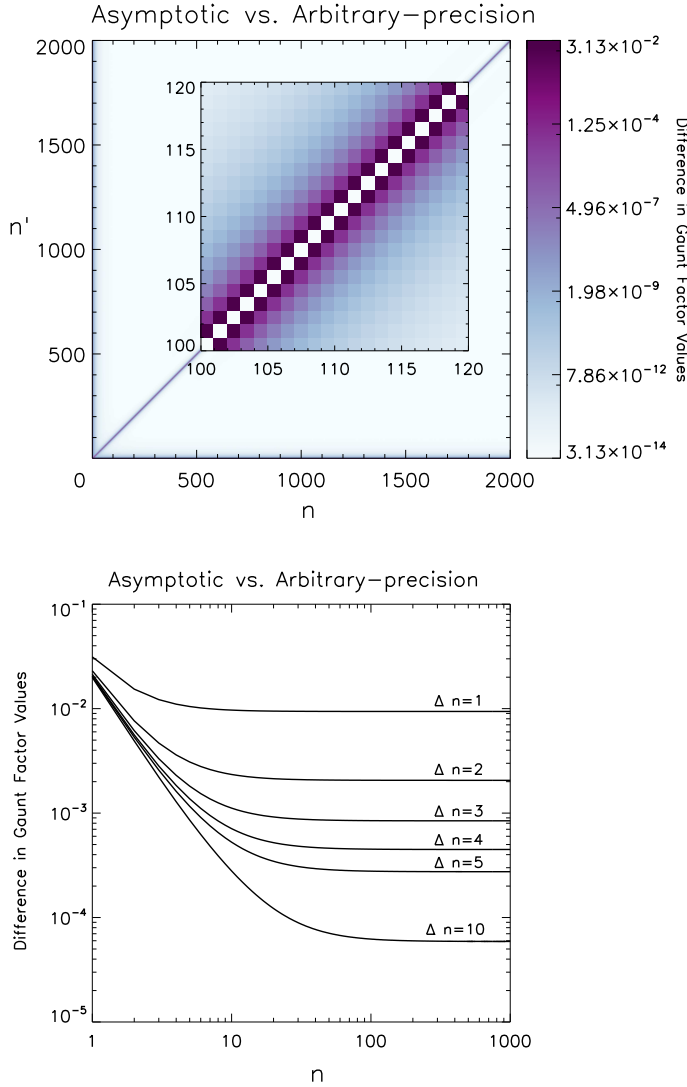 Asymptotic vs. Arbitrary−precision
2000
1500
1000
500
0
500
1000
1500
2000
n'
n
120
115
110
105
100
100
105
110
115
120
3.13×10⁻²
1.25×10⁻⁴
4.96×10⁻⁷
1.98×10⁻⁹
7.86×10⁻¹²
3.13×10⁻¹⁴
Difference in Gaunt Factor Values
Asymptotic vs. Arbitrary−precision
10⁻¹
10⁻²
10⁻³
10⁻⁴
10⁻⁵
Difference in Gaunt Factor Values
Δ n=1
Δ n=2
Δ n=3
Δ n=4
Δ n=5
Δ n=10
1
10
100
1000
n